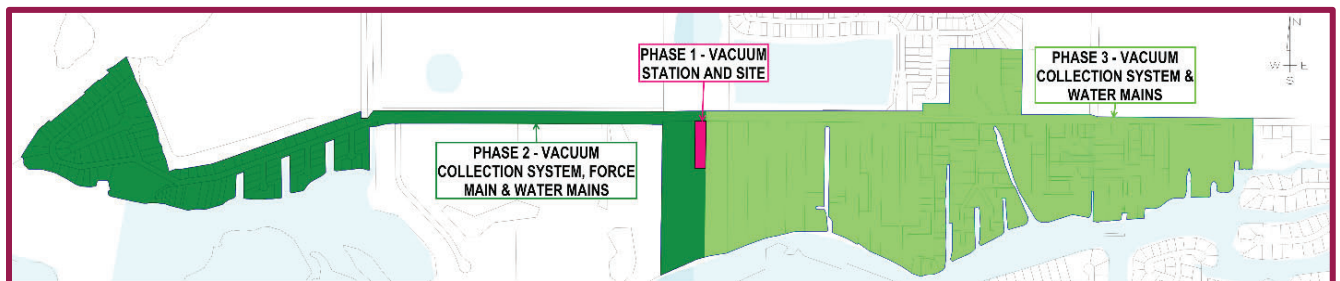 PHASE 1 - VACUUM
STATION AND SITE
PHASE 3 - VACUUM
COLLECTION SYSTEM &
WATER MAINS
PHASE 2 - VACUUM
COLLECTION SYSTEM, FORCE
MAIN & WATER MAINS
N
W E
S